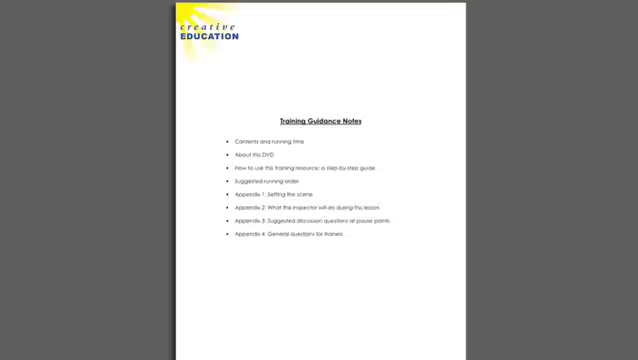 creative
EDUCATION
Training Guidance Notes
• Contents and running time
• About this DVD
• How to use this training resource: a step-by-step guide
• Suggested running order
• Appendix 1: Setting the scene
• Appendix 2: What the inspector will do during this lesson
• Appendix 3: Suggested discussion questions at pause points
• Appendix 4: General questions for trainers